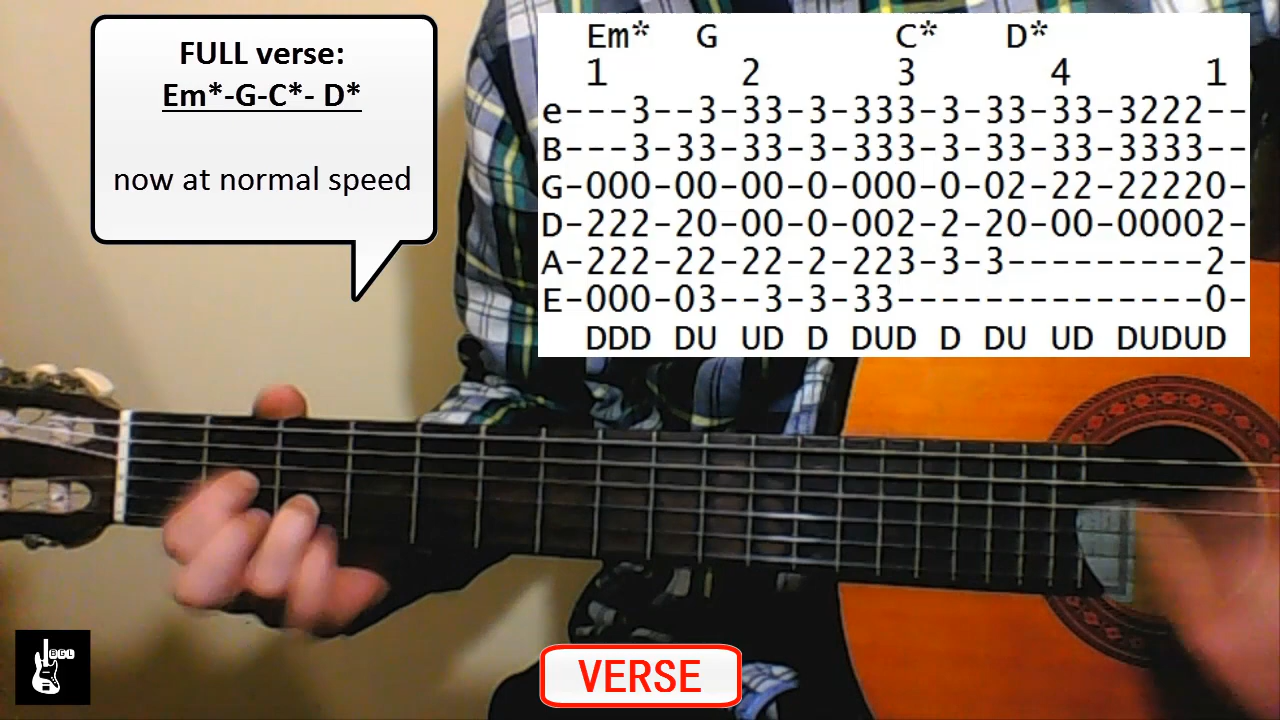 FULL verse:
Em*-G-C*- D*
now at normal speed
Em* G C* D*
1 2 3 4 1
e---3--3-33-3-333-3-33-33-3222--
B---3-33-33-3-333-3-33-33-3333--
G-000-00-00-0-000-0-02-22-22220-
D-222-20-00-0-002-2-20-00-00002-
A-222-22-22-2-223-3-3---------2-
E-000-03--3-3-33--------------0-
DDD DU UD D DUD D DU UD DUDUD
BGL
VERSE